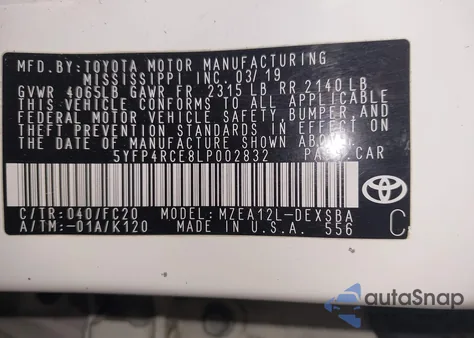 MFD.BY:TOYOTA MOTOR MANUFACTURING
MISSISSIPPI INC. 03/19
GVWR 4065LB GAWR FR 2315 LB RR 2140 LB
THIS VEHICLE CONFORMS TO ALL APPLICABLE
FEDERAL MOTOR VEHICLE SAFETY, BUMPER, AND
THEFT PREVENTION STANDARDS IN EFFECT ON
THE DATE OF MANUFACTURE SHOWN ABOVE.
5YFP4RCE8LP002832 PASS.CAR
C/TR:040/FC20 MODEL:MZEA12L-DEXSBA
A/TM:-01A/K120 MADE IN U.S.A. 556
TOYOTA
C
autoSnap